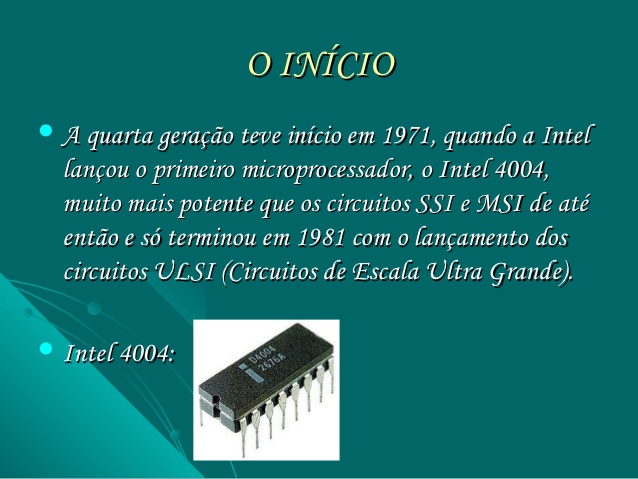 O INÍCIO
A quarta geração teve início em 1971, quando a Intel
lançou o primeiro microprocessador, o Intel 4004,
muito mais potente que os circuitos SSI e MSI de até
então e só terminou em 1981 com o lançamento dos
circuitos ULSI (Circuitos de Escala Ultra Grande).
Intel 4004:
D4004
2676A